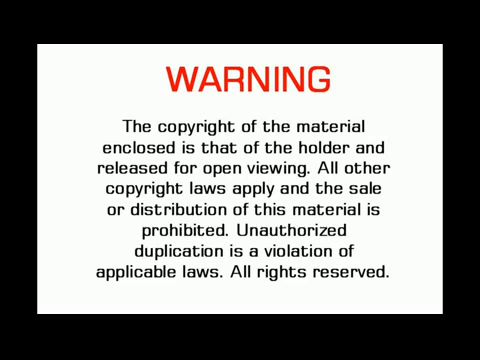 WARNING
The copyright of the material
enclosed is that of the holder and
released for open viewing. All other
copyright laws apply and the sale
or distribution of this material is
prohibited. Unauthorized
duplication is a violation of
applicable laws. All rights reserved.